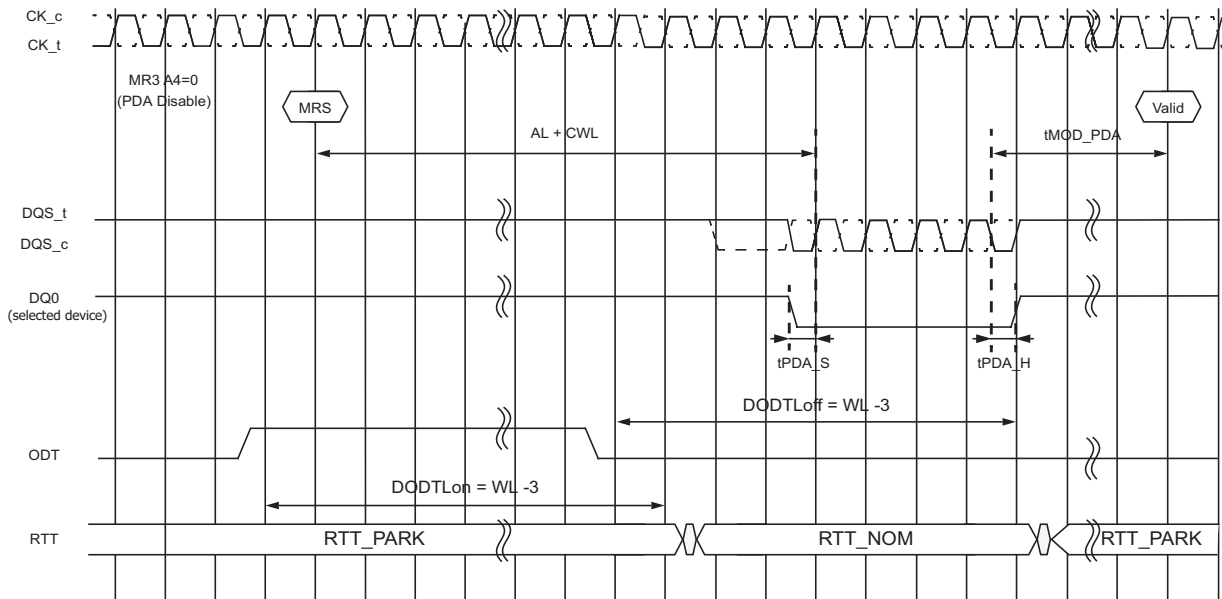 CK_c
CK_t
MR3 A4=0
(PDA Disable)
MRS
Valid
AL + CWL
tMOD_PDA
DQS_t
DQS_c
DQ0
(selected device)
tPDA_S
tPDA_H
DODTLoff = WL -3
ODT
DODTLon = WL -3
RTT
RTT_PARK
RTT_NOM
RTT_PARK